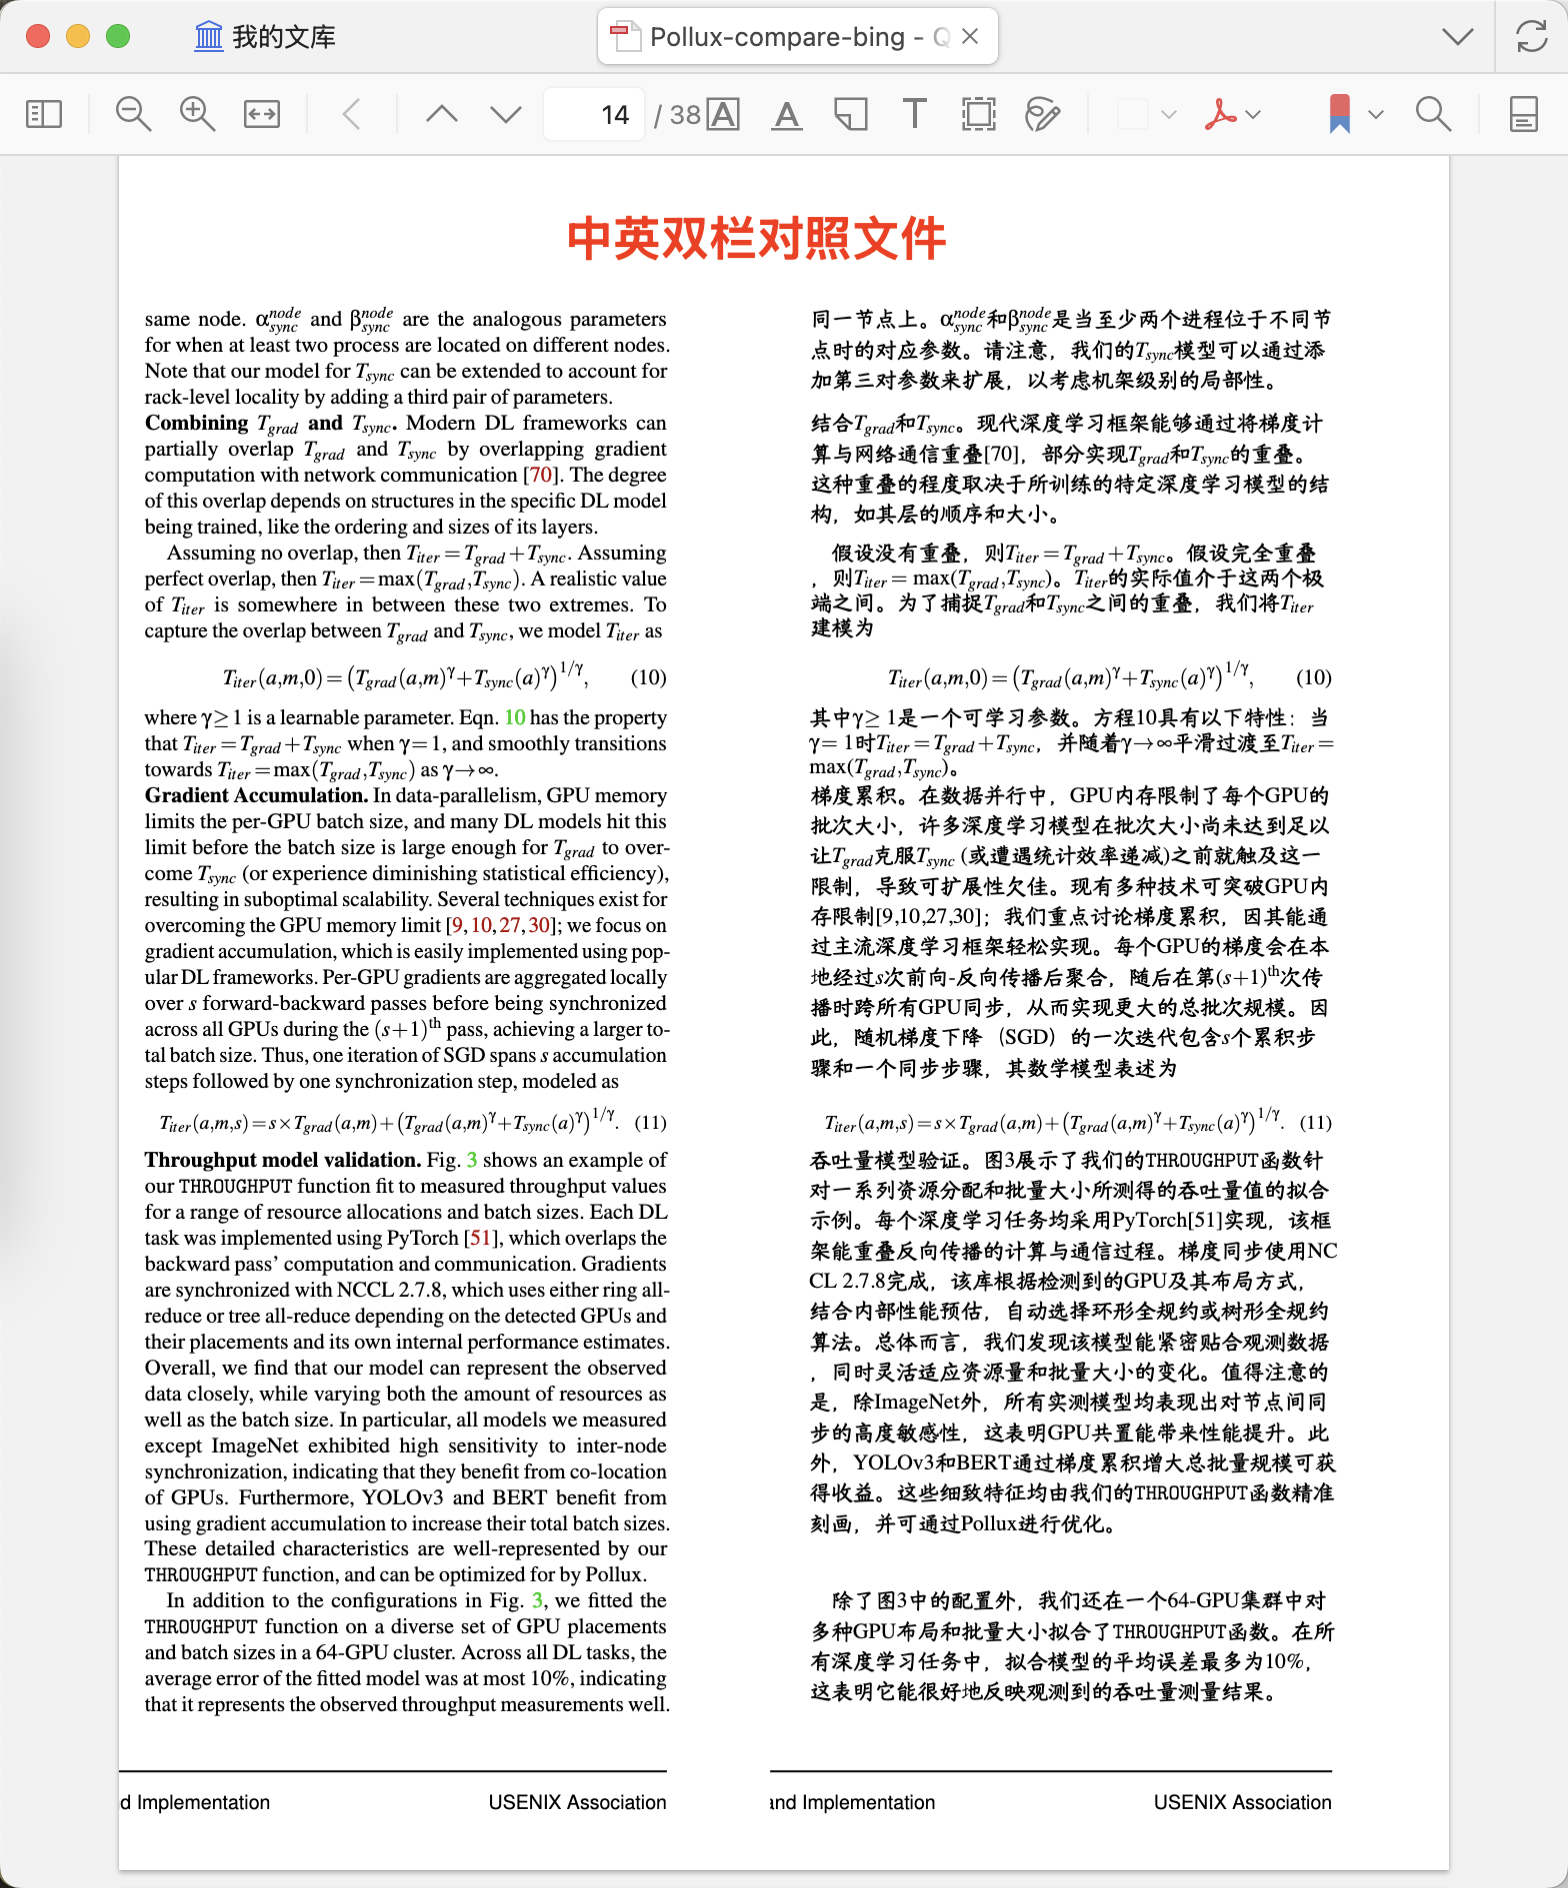 我的文库
Pollux-compare-bing - Q
14 / 38
中英双栏对照文件
same node. α^{node}_{sync} and β^{node}_{sync} are the analogous parameters
for when at least two process are located on different nodes.
Note that our model for T_{sync} can be extended to account for
rack-level locality by adding a third pair of parameters.
Combining T_{grad} and T_{sync}. Modern DL frameworks can
partially overlap T_{grad} and T_{sync} by overlapping gradient
computation with network communication [70]. The degree
of this overlap depends on structures in the specific DL model
being trained, like the ordering and sizes of its layers.
Assuming no overlap, then T_{iter} = T_{grad} + T_{sync}. Assuming
perfect overlap, then T_{iter} = max(T_{grad},T_{sync}). A realistic value
of T_{iter} is somewhere in between these two extremes. To
capture the overlap between T_{grad} and T_{sync}, we model T_{iter} as
T_{iter}(a,m,0) = (T_{grad}(a,m)^γ + T_{sync}(a)^γ)^{1/γ}, (10)
where γ ≥ 1 is a learnable parameter. Eqn. 10 has the property
that T_{iter} = T_{grad} + T_{sync} when γ = 1, and smoothly transitions
towards T_{iter} = max(T_{grad},T_{sync}) as γ → ∞.
Gradient Accumulation. In data-parallelism, GPU memory
limits the per-GPU batch size, and many DL models hit this
limit before the batch size is large enough for T_{grad} to over-
come T_{sync} (or experience diminishing statistical efficiency),
resulting in suboptimal scalability. Several techniques exist for
overcoming the GPU memory limit [9,10,27,30]; we focus on
gradient accumulation, which is easily implemented using pop-
ular DL frameworks. Per-GPU gradients are aggregated locally
over s forward-backward passes before being synchronized
across all GPUs during the (s+1)^{th} pass, achieving a larger to-
tal batch size. Thus, one iteration of SGD spans s accumulation
steps followed by one synchronization step, modeled as
T_{iter}(a,m,s) = s×T_{grad}(a,m) + (T_{grad}(a,m)^γ + T_{sync}(a)^γ)^{1/γ}. (11)
Throughput model validation. Fig. 3 shows an example of
our THROUGHPUT function fit to measured throughput values
for a range of resource allocations and batch sizes. Each DL
task was implemented using PyTorch [51], which overlaps the
backward pass’ computation and communication. Gradients
are synchronized with NCCL 2.7.8, which uses either ring all-
reduce or tree all-reduce depending on the detected GPUs and
their placements and its own internal performance estimates.
Overall, we find that our model can represent the observed
data closely, while varying both the amount of resources as
well as the batch size. In particular, all models we measured
except ImageNet exhibited high sensitivity to inter-node
synchronization, indicating that they benefit from co-location
of GPUs. Furthermore, YOLOv3 and BERT benefit from
using gradient accumulation to increase their total batch sizes.
These detailed characteristics are well-represented by our
THROUGHPUT function, and can be optimized for by Pollux.
In addition to the configurations in Fig. 3, we fitted the
THROUGHPUT function on a diverse set of GPU placements
and batch sizes in a 64-GPU cluster. Across all DL tasks, the
average error of the fitted model was at most 10%, indicating
that it represents the observed throughput measurements well.
d Implementation USENIX Association
同一节点上。α^{node}_{sync}和β^{node}_{sync}是当至少两个进程位于不同节
点时的对应参数。请注意，我们的T_{sync}模型可以通过添
加第三对参数来扩展，以考虑机架级别的局部性。
结合T_{grad}和T_{sync}。现代深度学习框架能够通过将梯度计
算与网络通信重叠[70]，部分实现T_{grad}和T_{sync}的重叠。
这种重叠的程度取决于所训练的特定深度学习模型的结
构，如其层的顺序和大小。
假设没有重叠，则T_{iter} = T_{grad} + T_{sync}。假设完全重叠
，则T_{iter} = max(T_{grad},T_{sync})。T_{iter}的实际值介于这两个极
端之间。为了捕捉T_{grad}和T_{sync}之间的重叠，我们将T_{iter}
建模为
T_{iter}(a,m,0) = (T_{grad}(a,m)^γ + T_{sync}(a)^γ)^{1/γ}, (10)
其中γ ≥ 1是一个可学习参数。方程10具有以下特性：当
γ = 1时T_{iter} = T_{grad} + T_{sync}，并随着γ → ∞平滑过渡至T_{iter} =
max(T_{grad},T_{sync})。
梯度累积。在数据并行中，GPU内存限制了每个GPU的
批次大小，许多深度学习模型在批次大小尚未达到足以
让T_{grad}克服T_{sync} (或遭遇统计效率递减)之前就触及这一
限制，导致可扩展性欠佳。现有多种技术可突破GPU内
存限制[9,10,27,30]；我们重点讨论梯度累积，因其能通
过主流深度学习框架轻松实现。每个GPU的梯度会在本
地经过s次前向-反向传播后聚合，随后在第(s+1)^{th}次传
播时跨所有GPU同步，从而实现更大的总批次规模。因
此，随机梯度下降（SGD）的一次迭代包含s个累积步
骤和一个同步步骤，其数学模型表述为
T_{iter}(a,m,s) = s×T_{grad}(a,m) + (T_{grad}(a,m)^γ + T_{sync}(a)^γ)^{1/γ}. (11)
吞吐量模型验证。图3展示了我们的THROUGHPUT函数针
对一系列资源分配和批量大小所测得的吞吐量值的拟合
示例。每个深度学习任务均采用PyTorch[51]实现，该框
架能重叠反向传播的计算与通信过程。梯度同步使用NC
CL 2.7.8完成，该库根据检测到的GPU及其布局方式，
结合内部性能预估，自动选择环形全规约或树形全规约
算法。总体而言，我们发现该模型能紧密贴合观测数据
，同时灵活适应资源量和批量大小的变化。值得注意的
是，除ImageNet外，所有实测模型均表现出对节点间同
步的高度敏感性，这表明GPU共置能带来性能提升。此
外，YOLOv3和BERT通过梯度累积增大总批量规模可获
得收益。这些细致特征均由我们的THROUGHPUT函数精准
刻画，并可通过Pollux进行优化。
除了图3中的配置外，我们还在一个64-GPU集群中对
多种GPU布局和批量大小拟合了THROUGHPUT函数。在所
有深度学习任务中，拟合模型的平均误差最多为10%，
这表明它能很好地反映观测到的吞吐量测量结果。
and Implementation USENIX Association